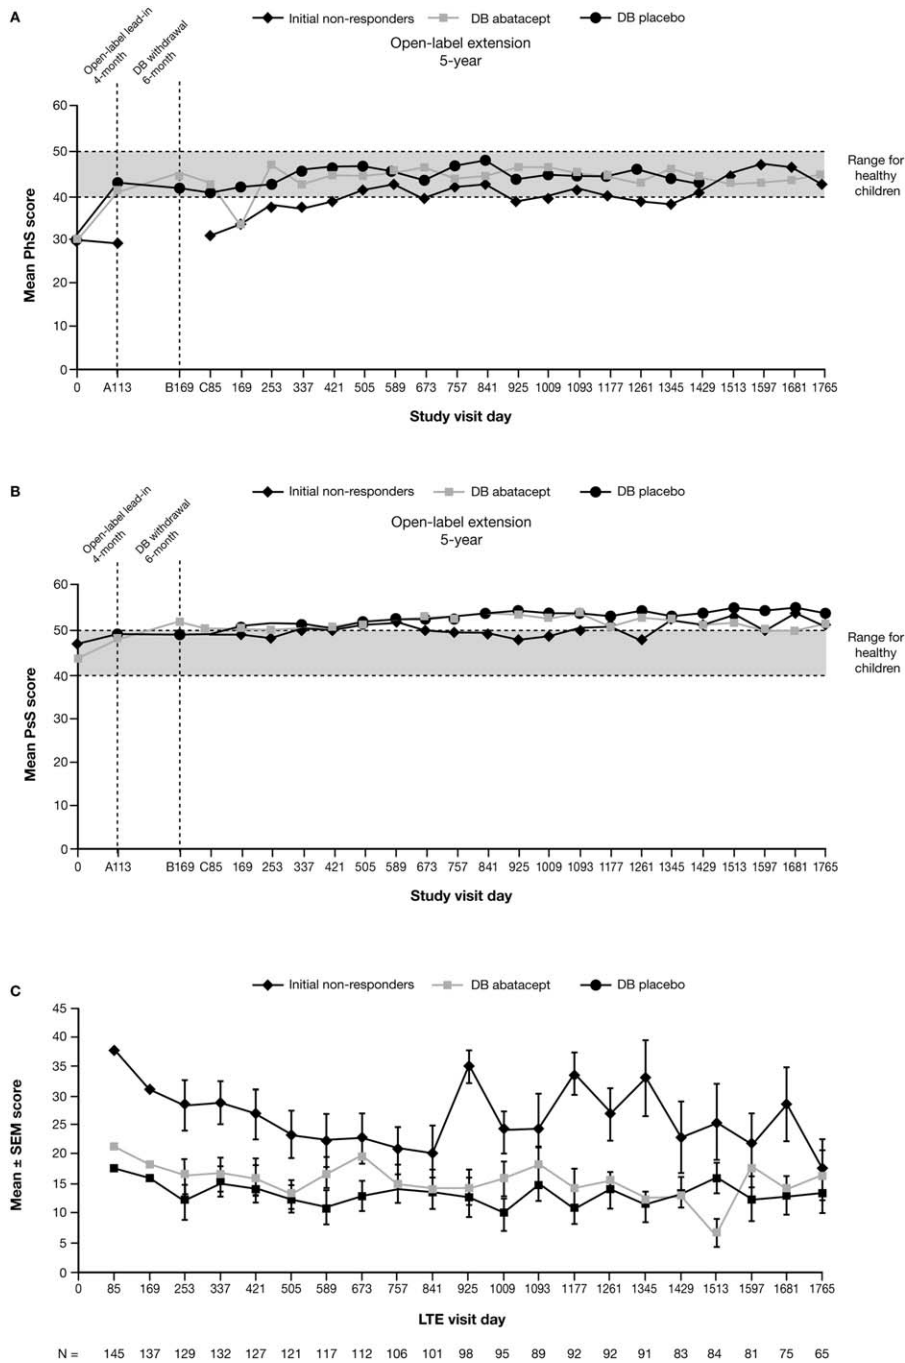 A
Initial non-responders DB abatacept DB placebo
Open-label lead-in
4-month
DB withdrawal
6-month
Open-label extension
5-year
60
50
40
30
20
10
0
Mean PhS score
Range for
healthy
children
0 A113 B169 C85 169 253 337 421 505 589 673 757 841 925 1009 1093 1177 1261 1345 1429 1513 1597 1681 1765
Study visit day
B
Initial non-responders DB abatacept DB placebo
Open-label lead-in
4-month
DB withdrawal
6-month
Open-label extension
5-year
60
50
40
30
20
10
0
Mean PsS score
Range for
healthy
children
0 A113 B169 C85 169 253 337 421 505 589 673 757 841 925 1009 1093 1177 1261 1345 1429 1513 1597 1681 1765
Study visit day
C
Initial non-responders DB abatacept DB placebo
45
40
35
30
25
20
15
10
5
0
Mean ± SEM score
0 85 169 253 337 421 505 589 673 757 841 925 1009 1093 1177 1261 1345 1429 1513 1597 1681 1765
LTE visit day
N = 145 137 129 132 127 121 117 112 106 101 98 95 89 92 92 91 83 84 81 75 65